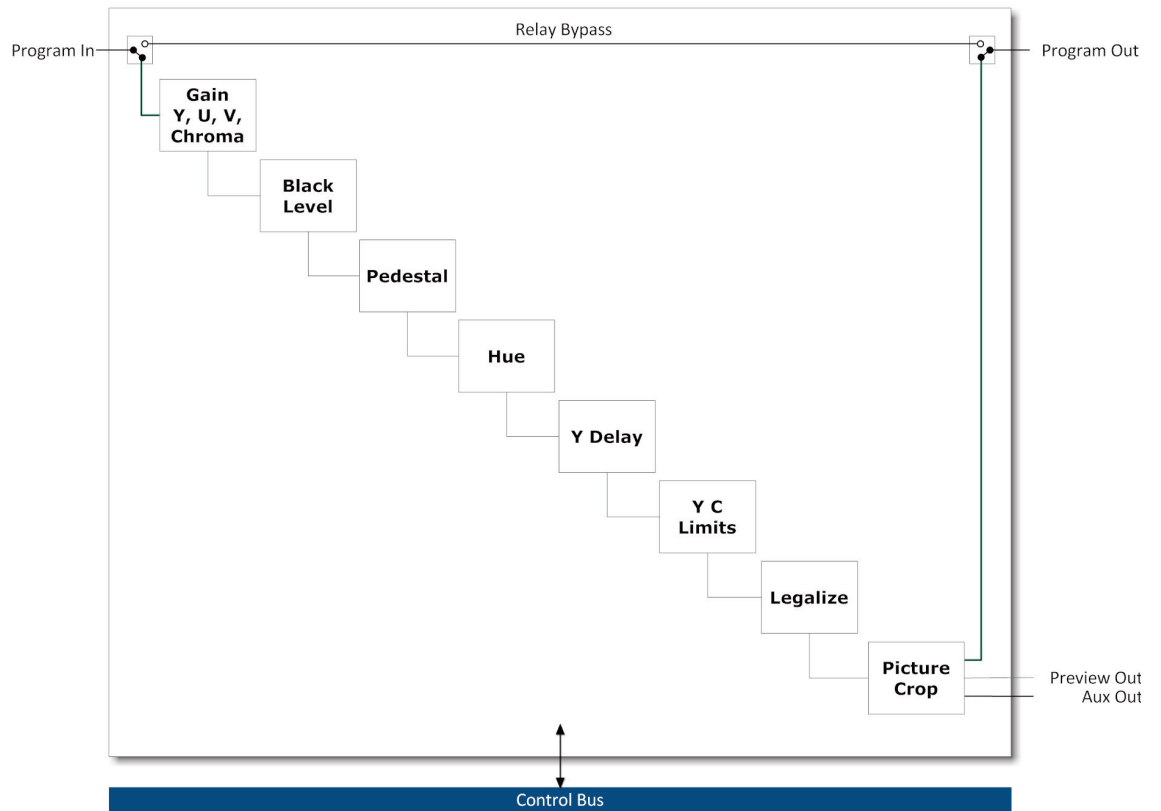 Relay Bypass
Program In
Program Out
Gain
Y, U, V,
Chroma
Black
Level
Pedestal
Hue
Y Delay
Y C
Limits
Legalize
Picture
Crop
Preview Out
Aux Out
Control Bus